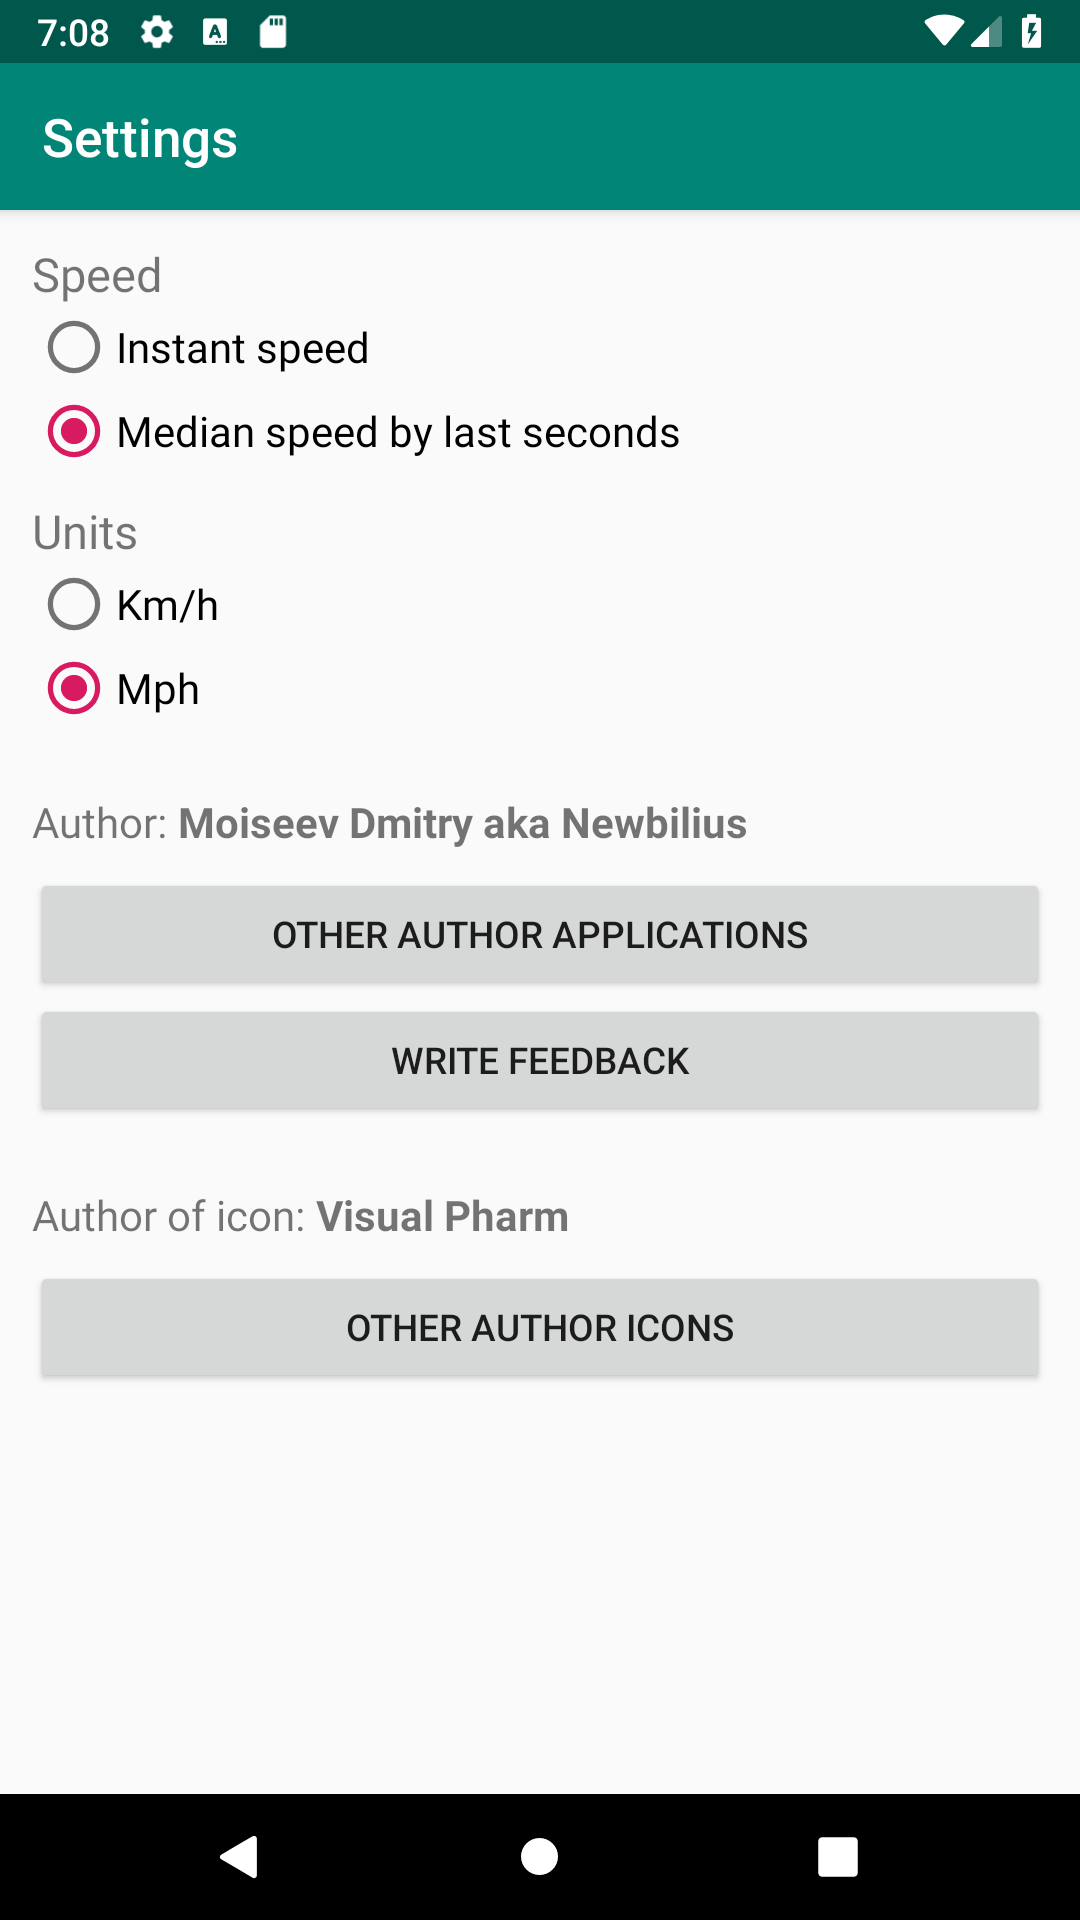 7:08
Settings
Speed
Instant speed
Median speed by last seconds
Units
Km/h
Mph
Author: Moiseev Dmitry aka Newbilius
OTHER AUTHOR APPLICATIONS
WRITE FEEDBACK
Author of icon: Visual Pharm
OTHER AUTHOR ICONS